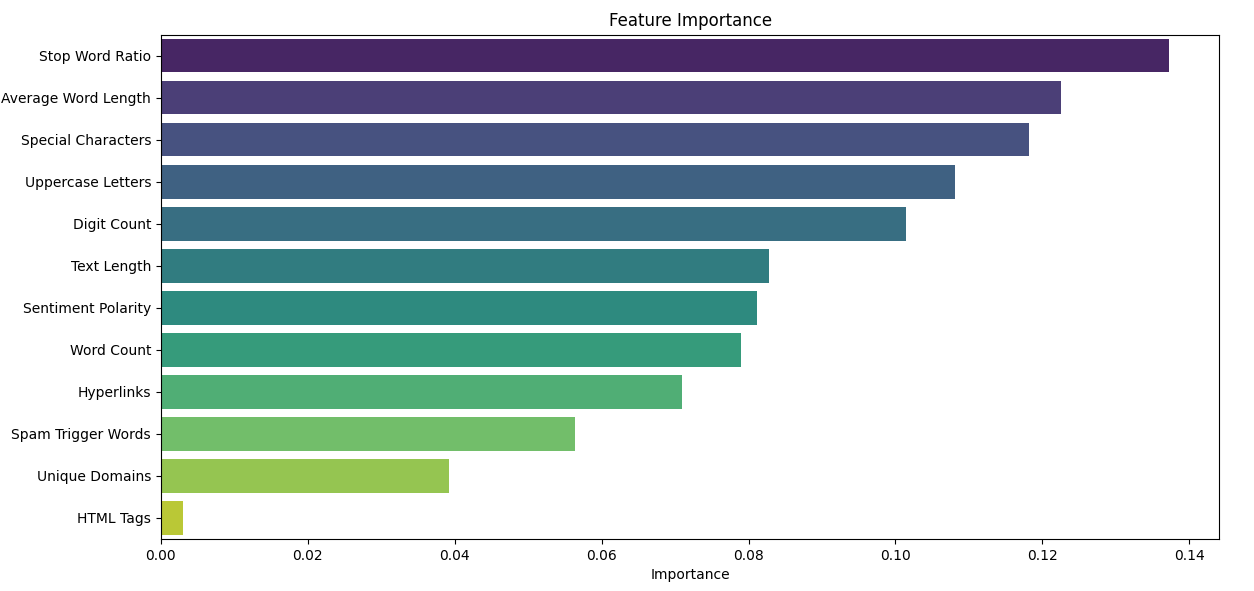 Feature Importance
Stop Word Ratio
Average Word Length
Special Characters
Uppercase Letters
Digit Count
Text Length
Sentiment Polarity
Word Count
Hyperlinks
Spam Trigger Words
Unique Domains
HTML Tags
0.00 0.02 0.04 0.06 0.08 0.10 0.12 0.14
Importance